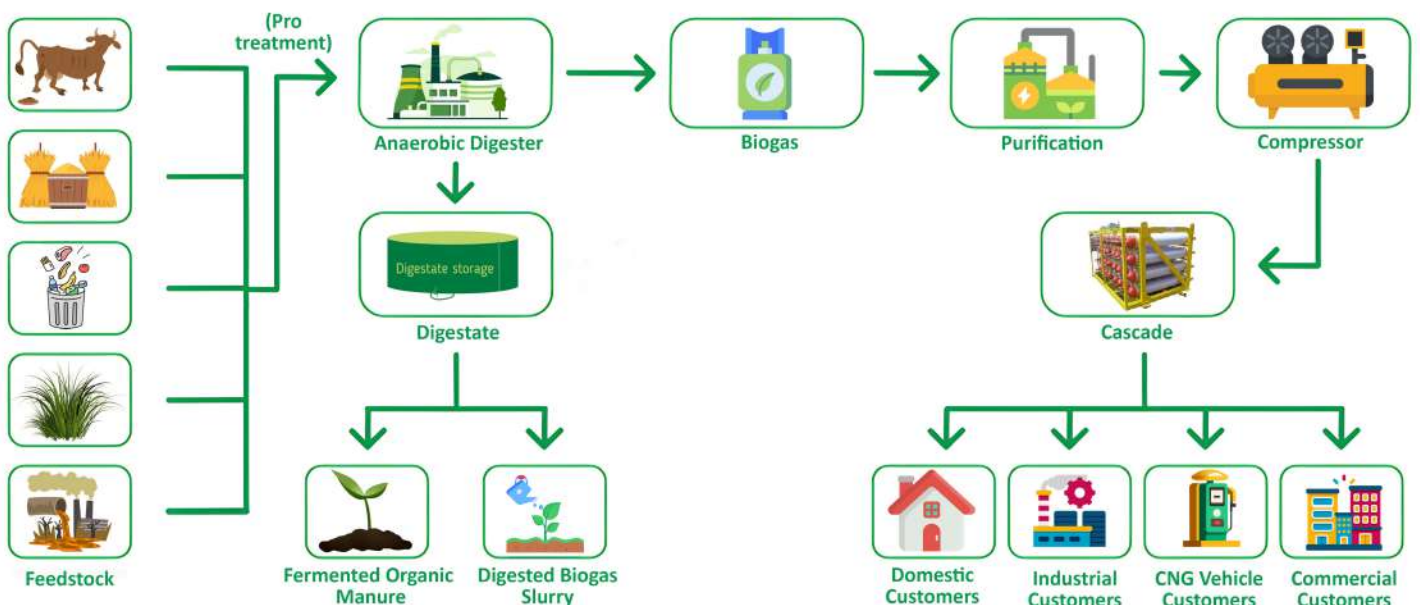 (Pro
treatment)
Anaerobic Digester
Biogas
Purification
Compressor
Digestate storage
Digestate
Cascade
Feedstock
Fermented Organic
Manure
Digested Biogas
Slurry
Domestic
Customers
Industrial
Customers
CNG Vehicle
Customers
Commercial
Customers